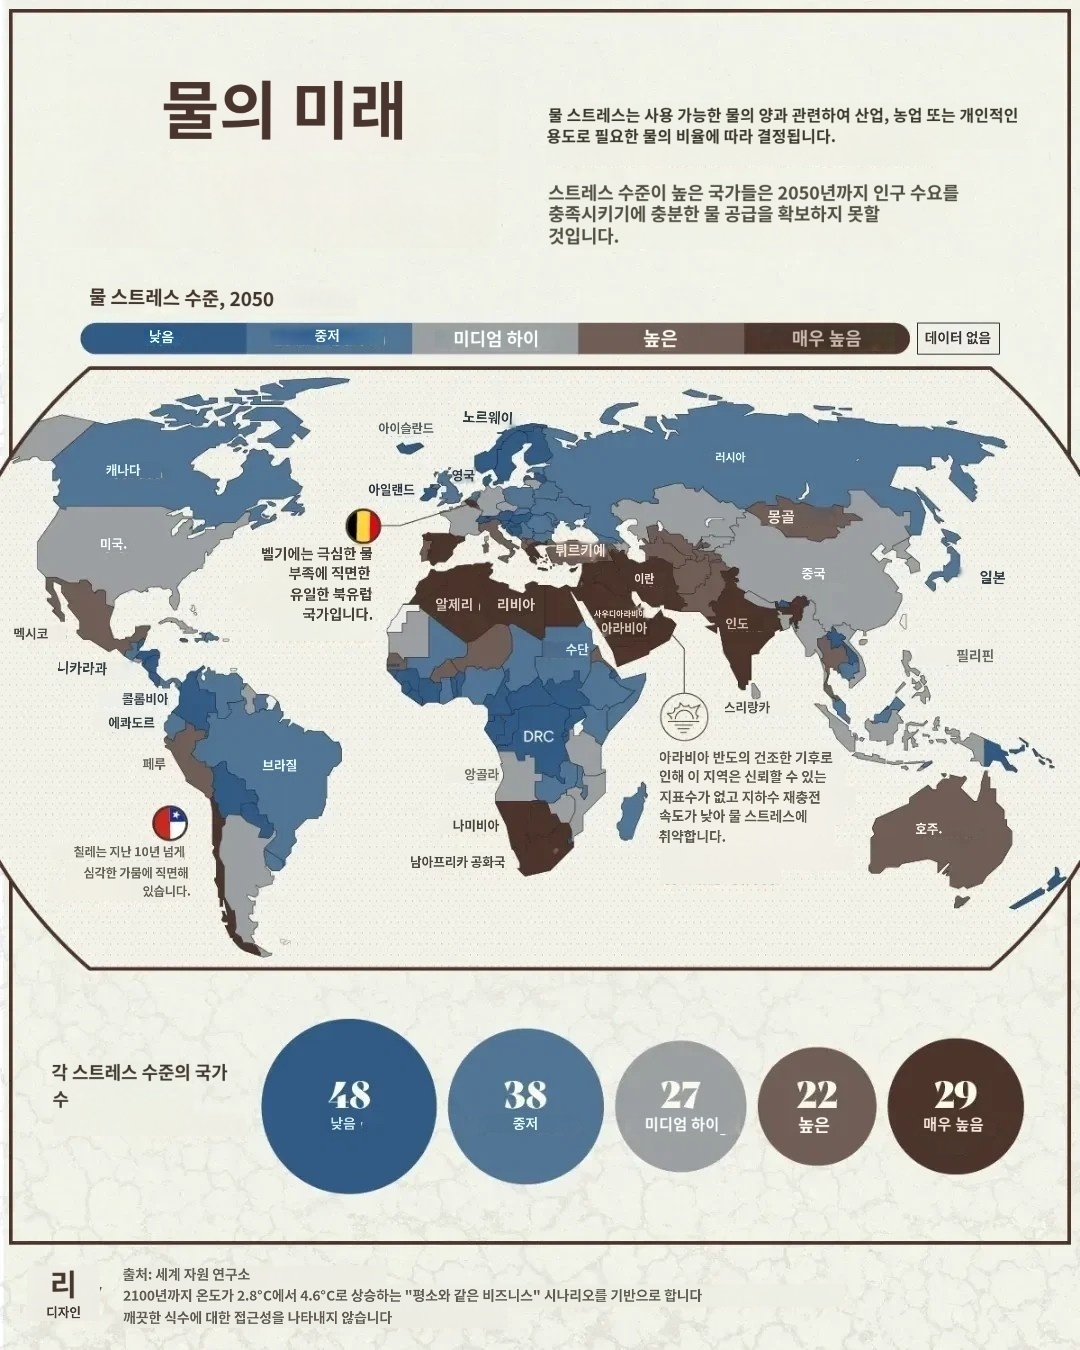 물의 미래
물 스트레스는 사용 가능한 물의 양과 관련하여 산업, 농업 또는 개인적인
용도로 필요한 물의 비율에 따라 결정됩니다.
스트레스 수준이 높은 국가들은 2050년까지 인구 수요를
충족시키기에 충분한 물 공급을 확보하지 못할
것입니다.
물 스트레스 수준, 2050
낮음
중저
미디엄 하이
높은
매우 높음
데이터 없음
노르웨이
아이슬란드
러시아
캐나다
영국
아일랜드
몽골
미국.
벨기에는 극심한 물
부족에 직면한
유일한 북유럽
국가입니다.
튀르키예
이란
중국
일본
알제리
리비아
사우디아라비아
아라비아
인도
멕시코
수단
필리핀
니카라과
콜롬비아
스리랑카
에콰도르
DRC
페루
브라질
앙골라
아라비아 반도의 건조한 기후로
인해 이 지역은 신뢰할 수 있는
지표수가 없고 지하수 재충전
속도가 낮아 물 스트레스에
취약합니다.
나미비아
호주.
칠레는 지난 10년 넘게
심각한 가뭄에 직면해
있습니다.
남아프리카 공화국
각 스트레스 수준의 국가
수
48
낮음
38
중저
27
미디엄 하이
22
높은
29
매우 높음
리
디자인
출처: 세계 자원 연구소
2100년까지 온도가 2.8°C에서 4.6°C로 상승하는 "평소와 같은 비즈니스" 시나리오를 기반으로 합니다
깨끗한 식수에 대한 접근성을 나타내지 않습니다